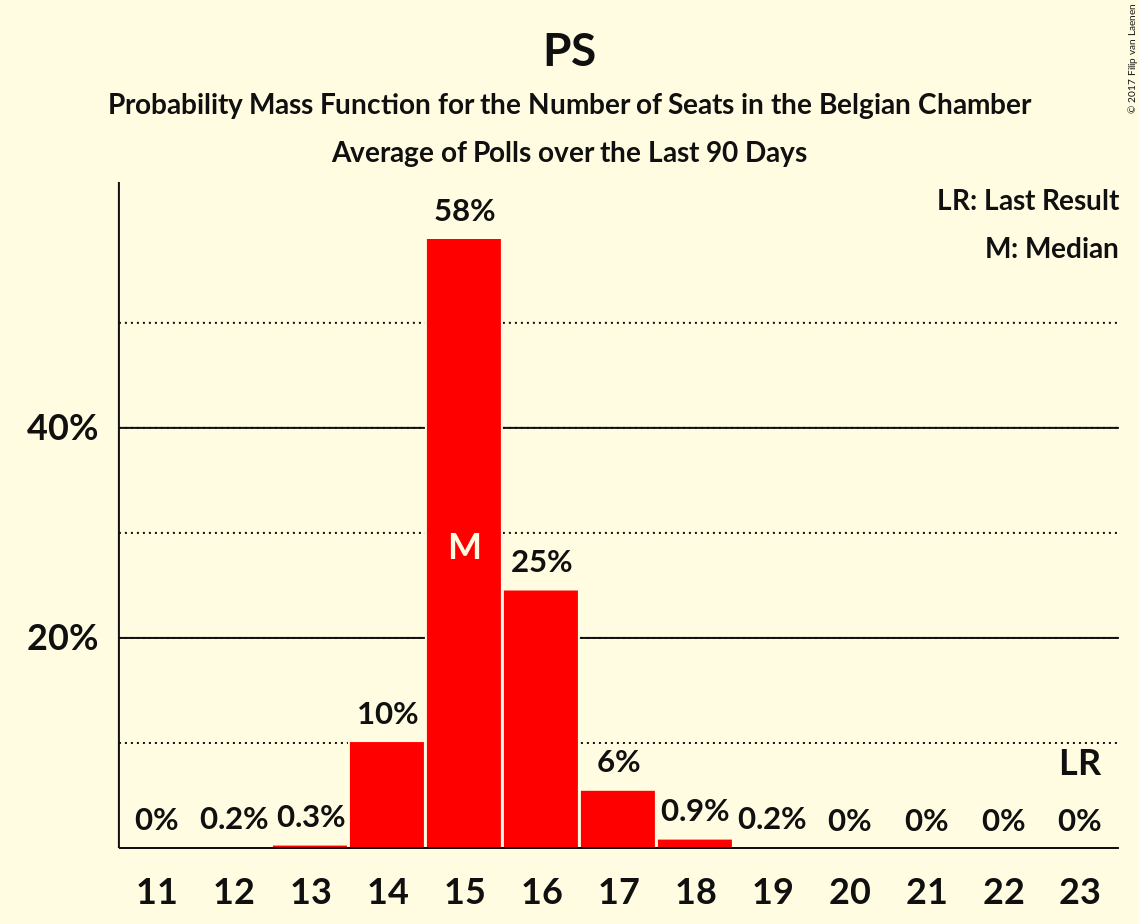 PS
Probability Mass Function for the Number of Seats in the Belgian Chamber
Average of Polls over the Last 90 Days
© 2017 Filip van Laenen
LR: Last Result
M: Median
58%
40%
M
25%
20%
10%
6%
LR
0% 0.2% 0.3% 0.9% 0.2% 0% 0% 0% 0%
11 12 13 14 15 16 17 18 19 20 21 22 23